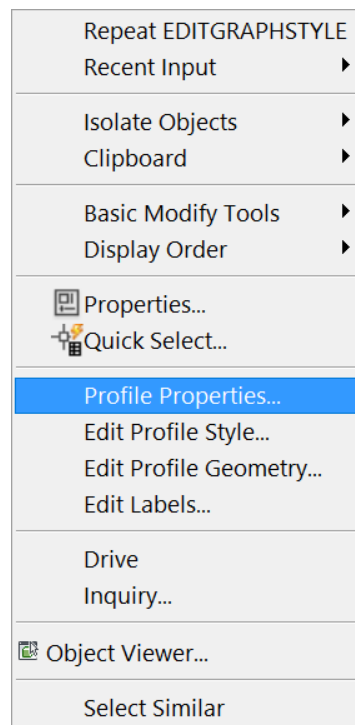 Repeat EDITGRAPHSTYLE
Recent Input
Isolate Objects
Clipboard
Basic Modify Tools
Display Order
Properties...
Quick Select...
Profile Properties...
Edit Profile Style...
Edit Profile Geometry...
Edit Labels...
Drive
Inquiry...
Object Viewer...
Select Similar